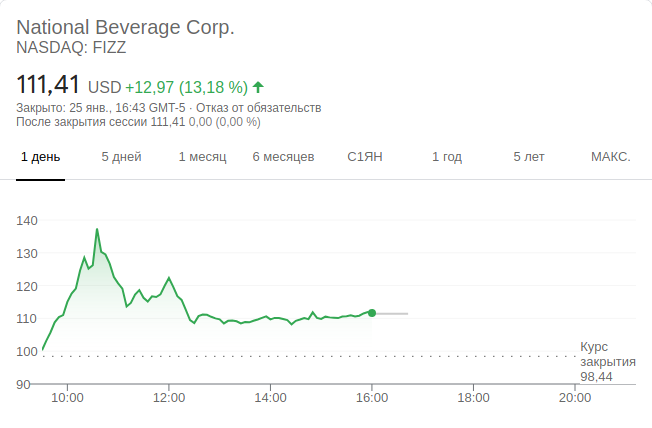 National Beverage Corp.
NASDAQ: FIZZ
111,41 USD +12,97 (13,18 %)
Закрыто: 25 янв., 16:43 GMT-5 · Отказ от обязательств
После закрытия сессии 111,41 0,00 (0,00 %)
1 день 5 дней 1 месяц 6 месяцев С1ЯН 1 год 5 лет МАКС.
140
130
120
110
100
90
Курс
закрытия
98,44
10:00 12:00 14:00 16:00 18:00 20:00